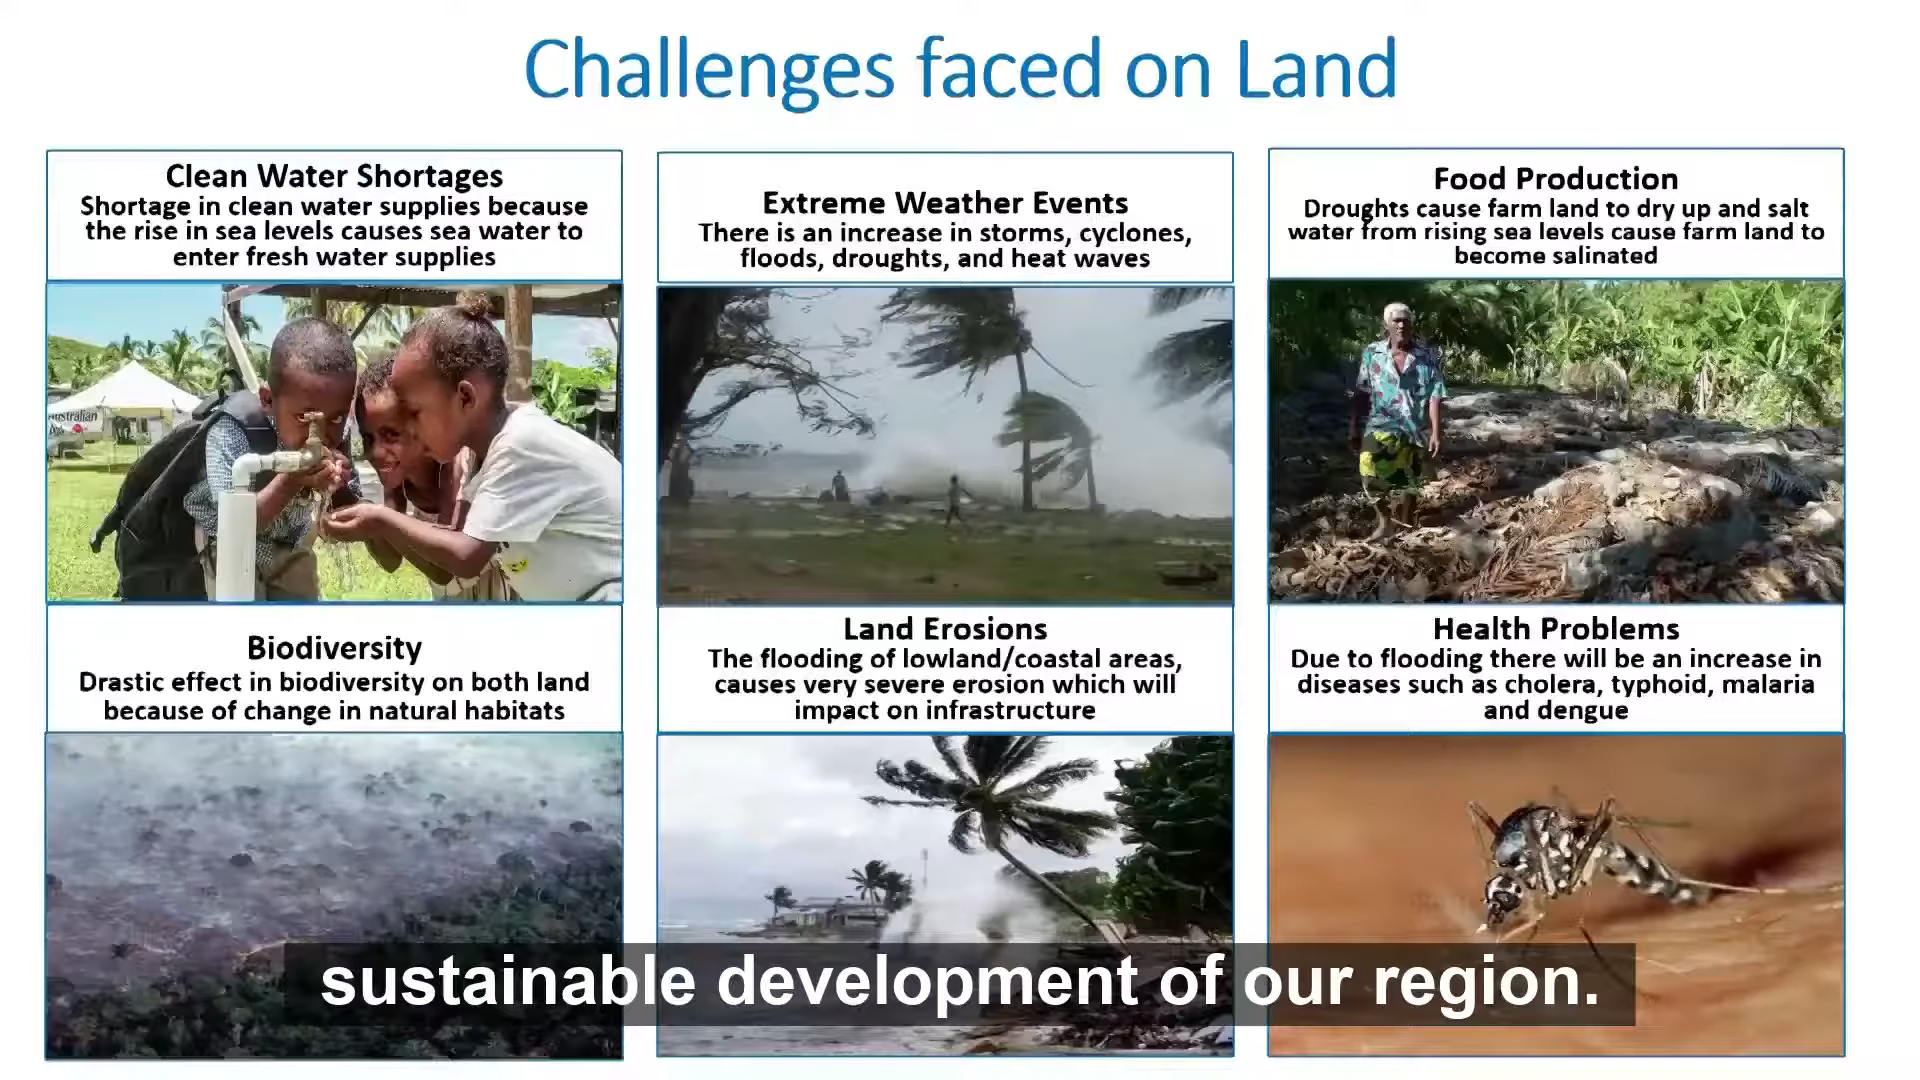 Challenges faced on Land
Clean Water Shortages
Shortage in clean water supplies because
the rise in sea levels causes sea water to
enter fresh water supplies
Extreme Weather Events
There is an increase in storms, cyclones,
floods, droughts, and heat waves
Food Production
Droughts cause farm land to dry up and salt
water from rising sea levels cause farm land to
become salinated
ustralian
Biodiversity
Drastic effect in biodiversity on both land
because of change in natural habitats
Land Erosions
The flooding of lowland/coastal areas,
causes very severe erosion which will
impact on infrastructure
Health Problems
Due to flooding there will be an increase in
diseases such as cholera, typhoid, malaria
and dengue
sustainable development of our region.